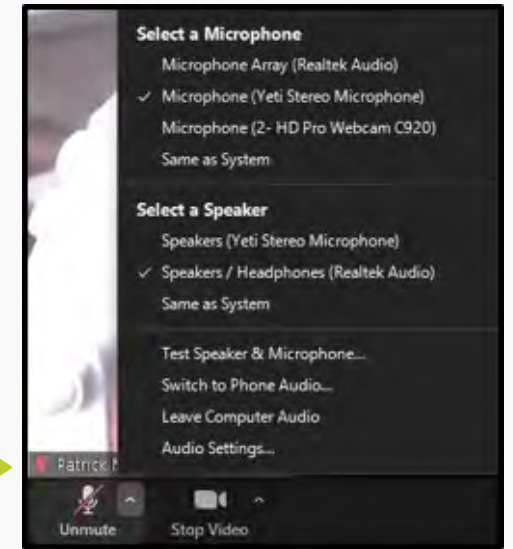 Select a Microphone
Microphone Array (Realtek Audio)
Microphone (Yeti Stereo Microphone)
Microphone (2- HD Pro Webcam C920)
Same as System
Select a Speaker
Speakers (Yeti Stereo Microphone)
Speakers / Headphones (Realtek Audio)
Same as System
Test Speaker & Microphone...
Switch to Phone Audio...
Leave Computer Audio
Audio Settings...
Patrick
Unmute Stop Video